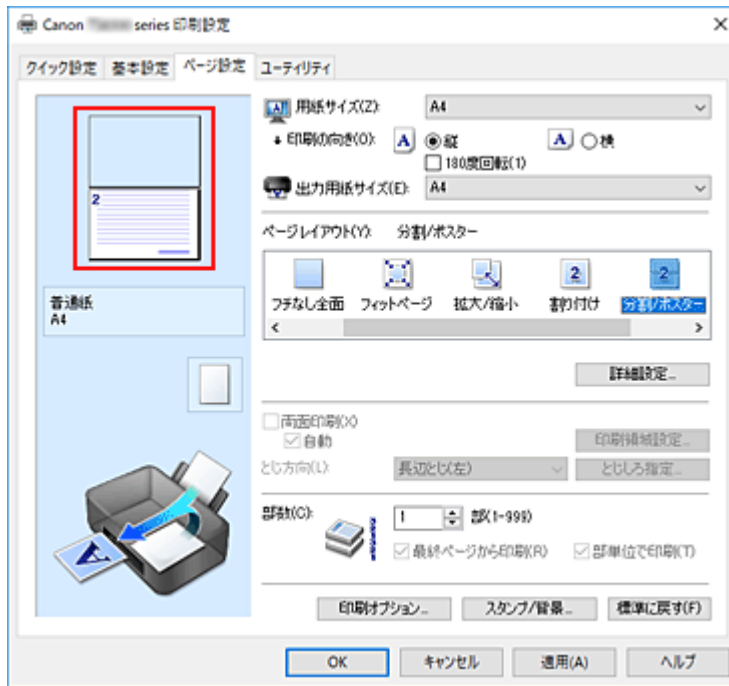 Canon series 印刷設定
クイック設定 基本設定 ページ設定 ユーティリティ
2
普通紙
A4
用紙サイズ(Z): A4
印刷の向き(O): A 縦 A 横
180度回転(1)
出力用紙サイズ(E): A4
ページレイアウト(Y): 分割/ポスター
2 2
フチなし全面 フィットページ 拡大/縮小 割り付け 分割/ポスター
詳細設定...
両面印刷(X)
自動 印刷領域設定...
とじ方向(L): 長辺とじ(左) とじしろ指定...
部数(C): 1 部(1-999)
最終ページから印刷(R) 部単位で印刷(T)
A
印刷オプション... スタンプ/背景... 標準に戻す(F)
OK キャンセル 適用(A) ヘルプ